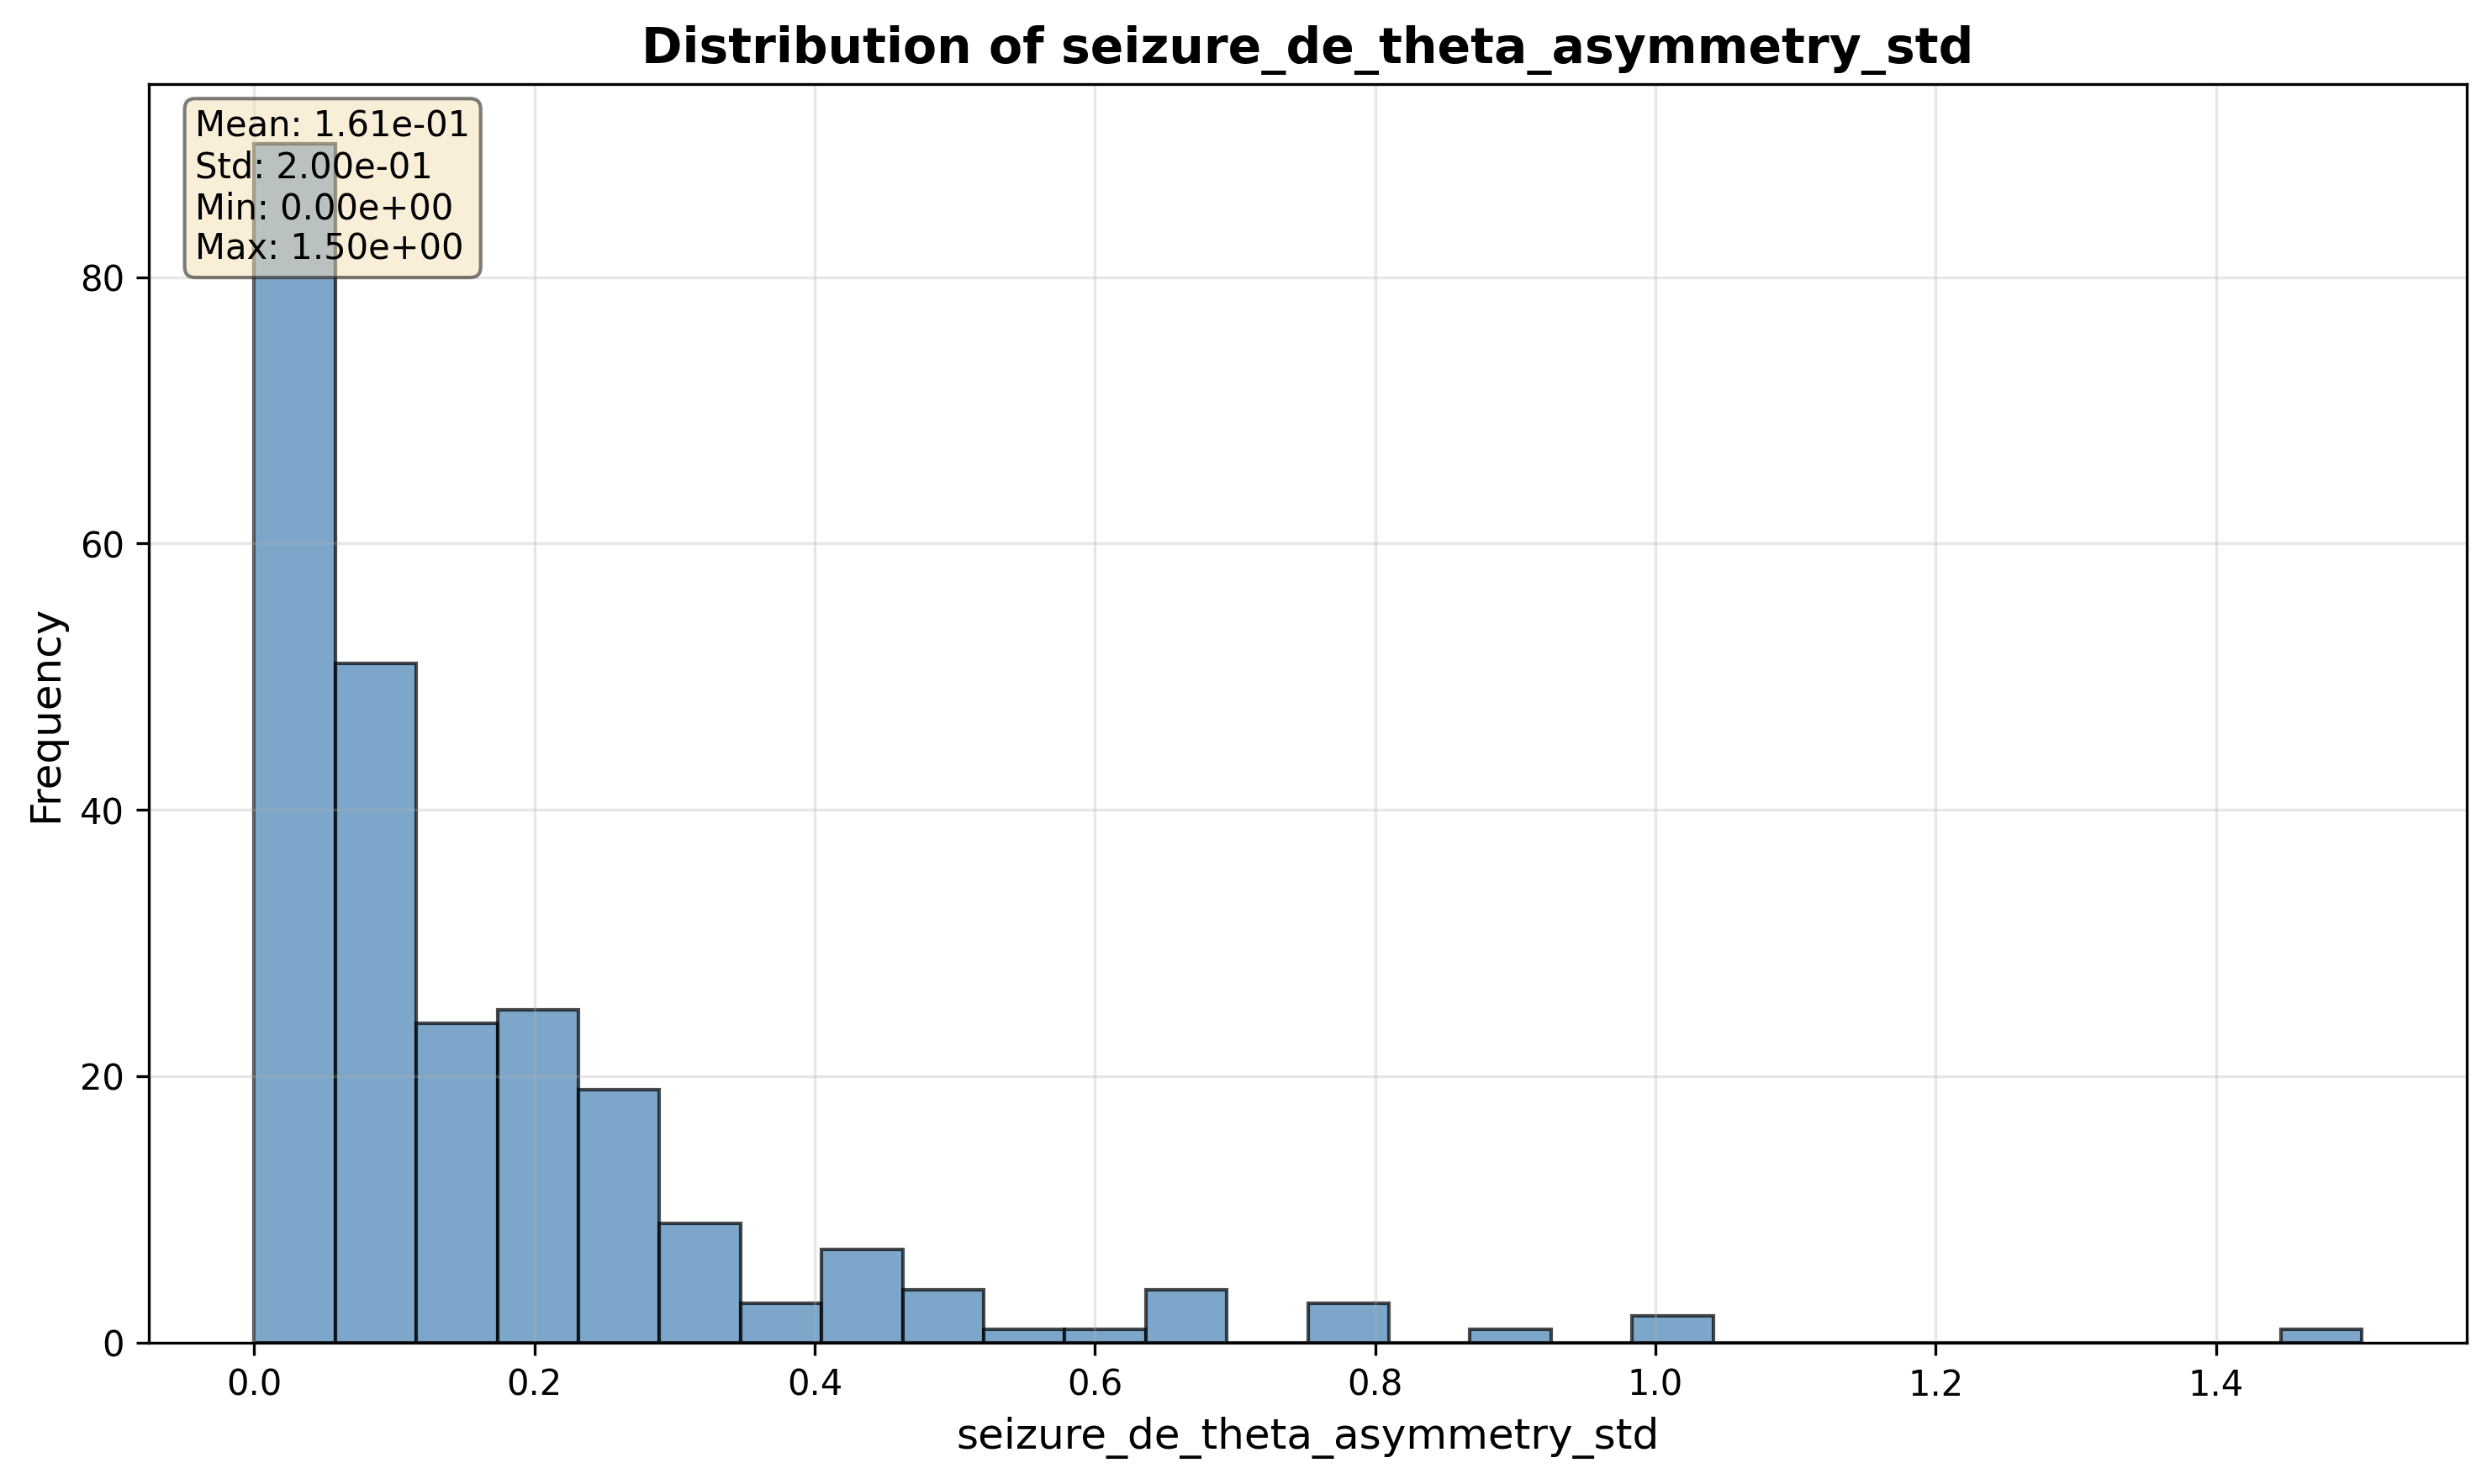 Distribution of seizure_de_theta_asymmetry_std
Mean: 1.61e-01
Std: 2.00e-01
Min: 0.00e+00
Max: 1.50e+00
Frequency
80
60
40
20
0
0.0 0.2 0.4 0.6 0.8 1.0 1.2 1.4
seizure_de_theta_asymmetry_std